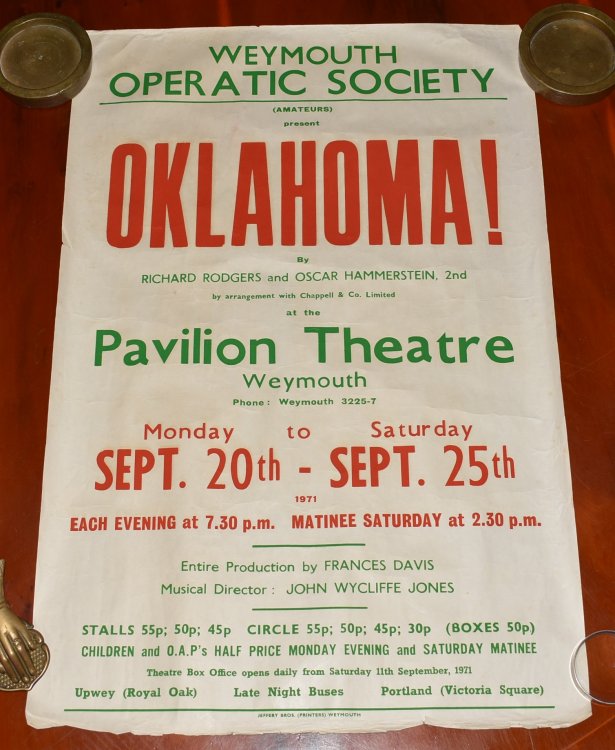 WEYMOUTH
OPERATIC SOCIETY
(AMATEURS)
present
OKLAHOMA!
By
RICHARD RODGERS and OSCAR HAMMERSTEIN, 2nd
by arrangement with Chappell & Co. Limited
at the
Pavilion Theatre
Weymouth
Phone : Weymouth 3225-7
Monday to Saturday
SEPT. 20th - SEPT. 25th
1971
EACH EVENING at 7.30 p.m. MATINEE SATURDAY at 2.30 p.m.
Entire Production by FRANCES DAVIS
Musical Director : JOHN WYCLIFFE JONES
STALLS 55p; 50p; 45p CIRCLE 55p; 50p; 45p; 30p (BOXES 50p)
CHILDREN and O.A.P's HALF PRICE MONDAY EVENING and SATURDAY MATINEE
Theatre Box Office opens daily from Saturday 11th September, 1971
Upwey (Royal Oak) Late Night Buses Portland (Victoria Square)
JEFFERY BROS. (PRINTERS) WEYMOUTH